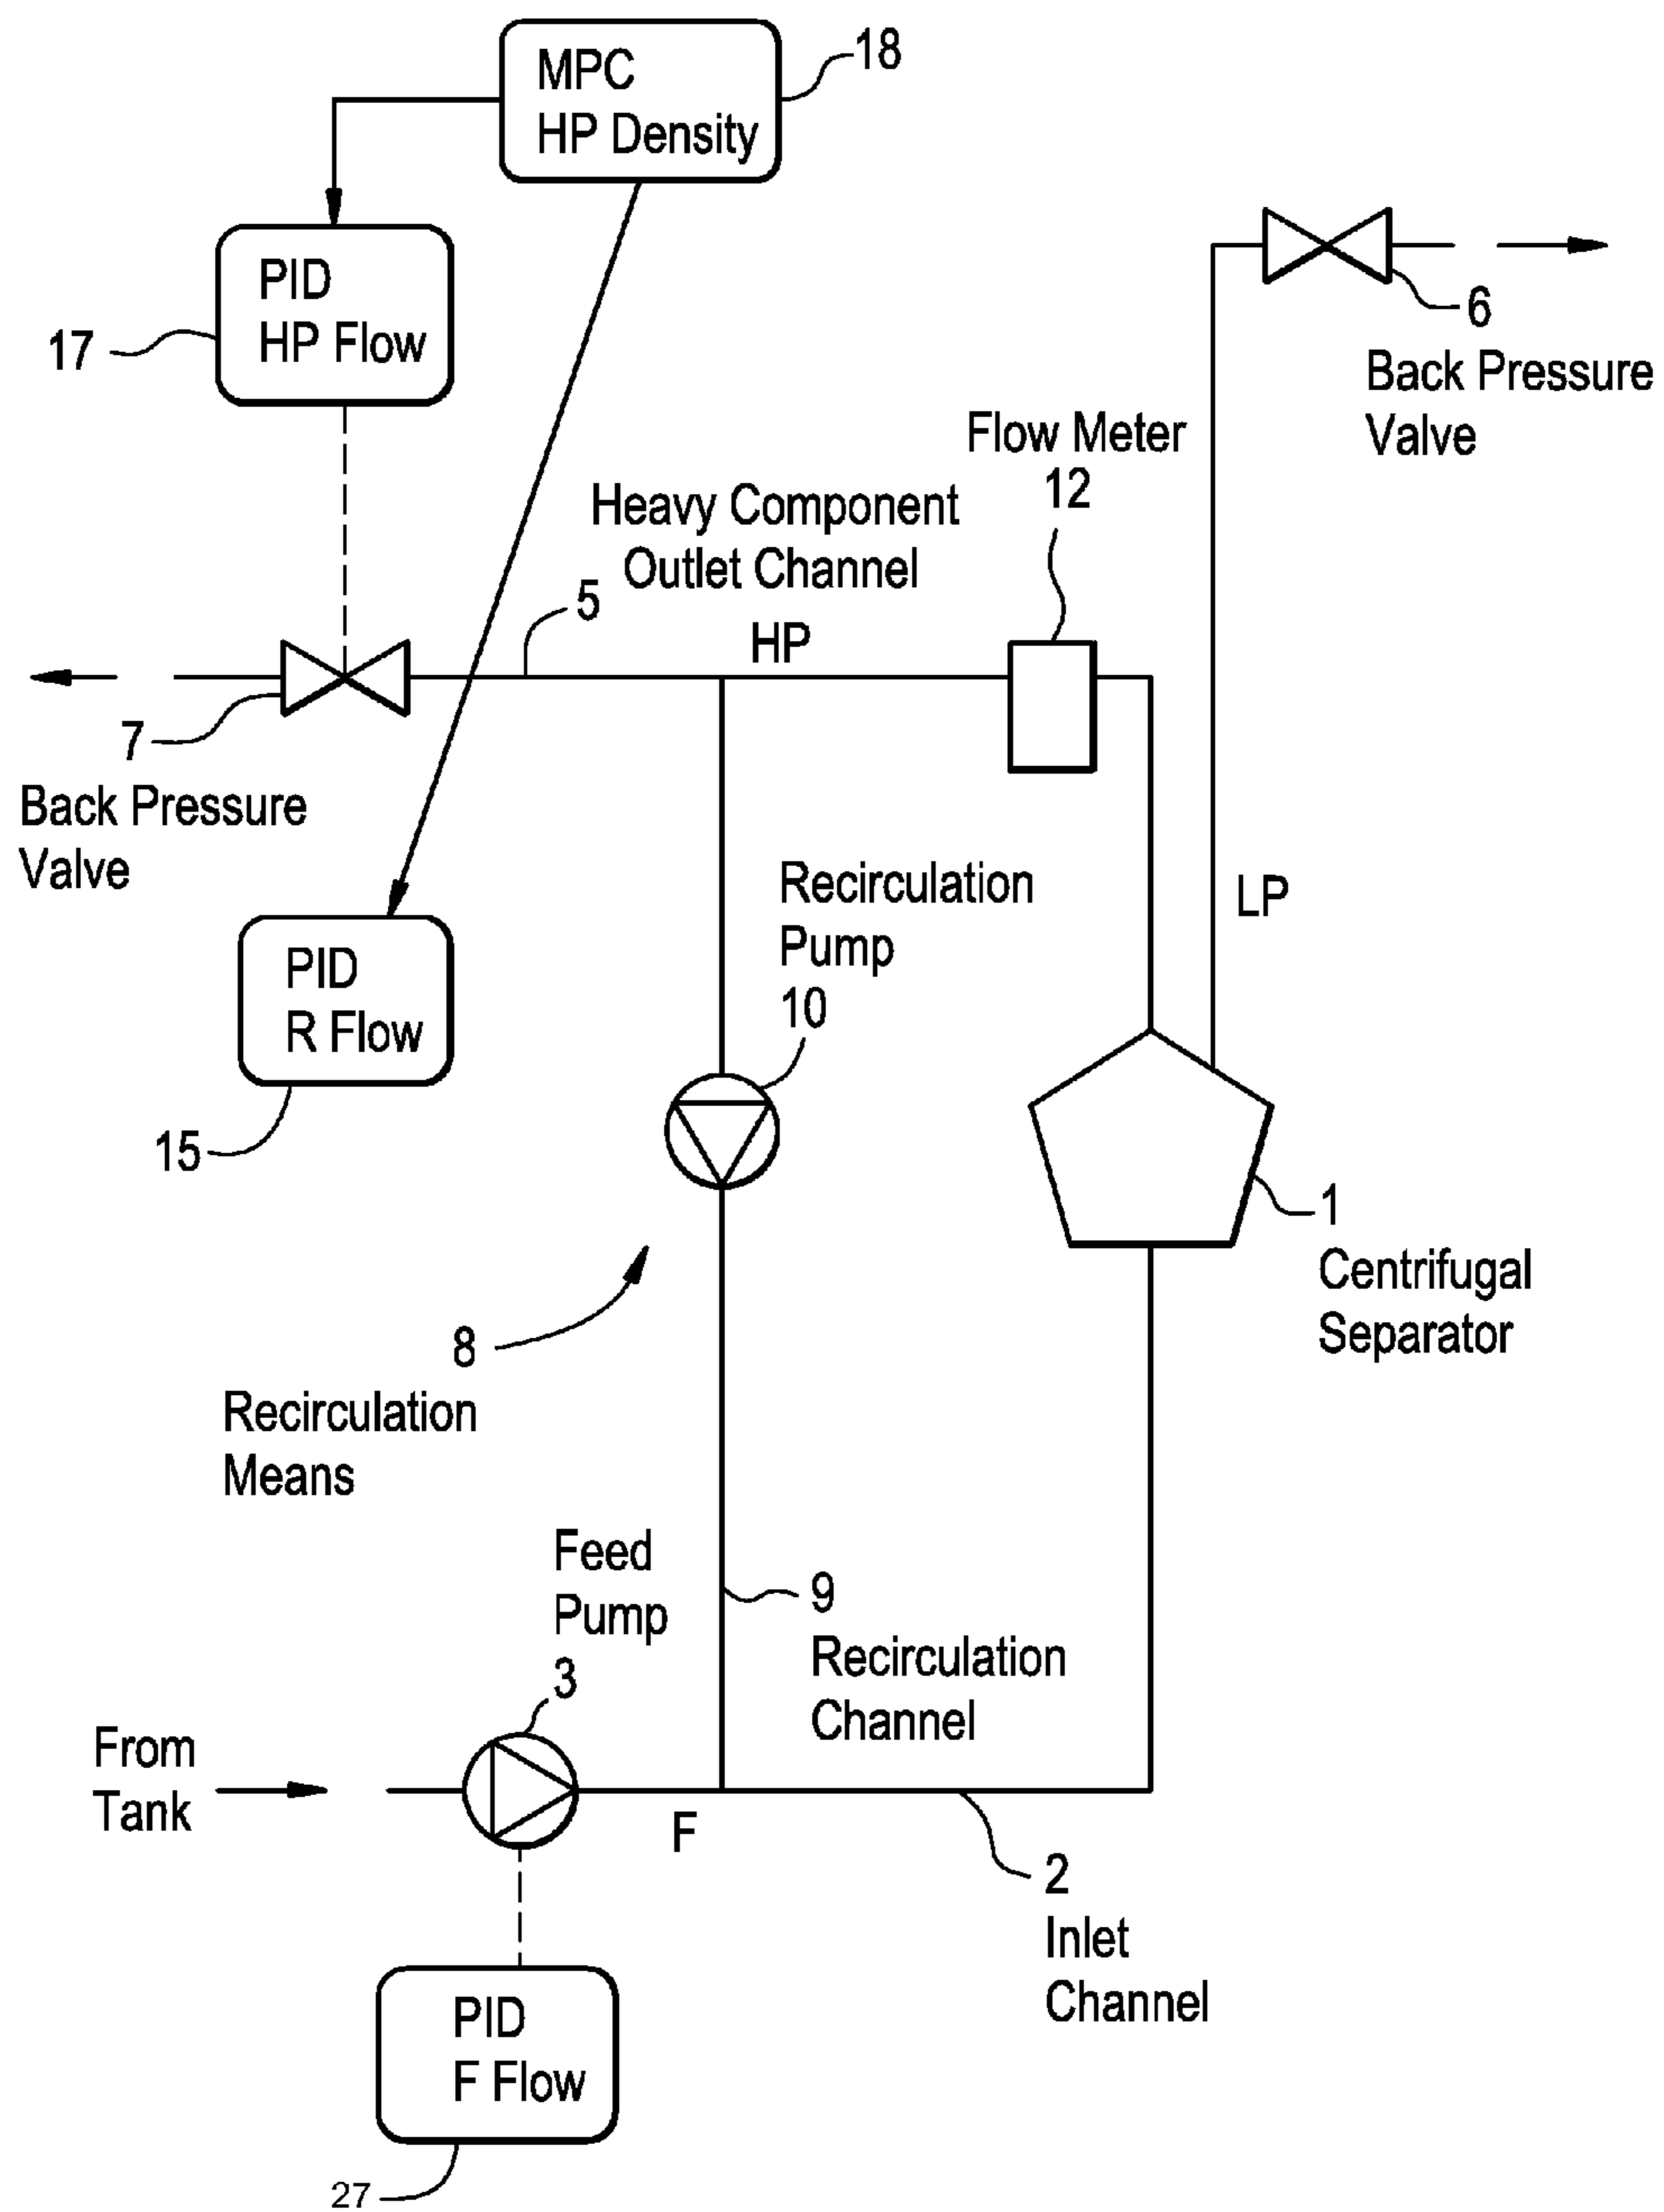 MPC
HP Density
18
PID
HP Flow
17
6
Back Pressure
Valve
Flow Meter
12
Heavy Component
Outlet Channel
5
HP
7
Back Pressure
Valve
Recirculation
Pump
10
LP
PID
R Flow
15
1
Centrifugal
Separator
8
Recirculation
Means
Feed
Pump
3
9
Recirculation
Channel
From
Tank
F
2
Inlet
Channel
PID
F Flow
27